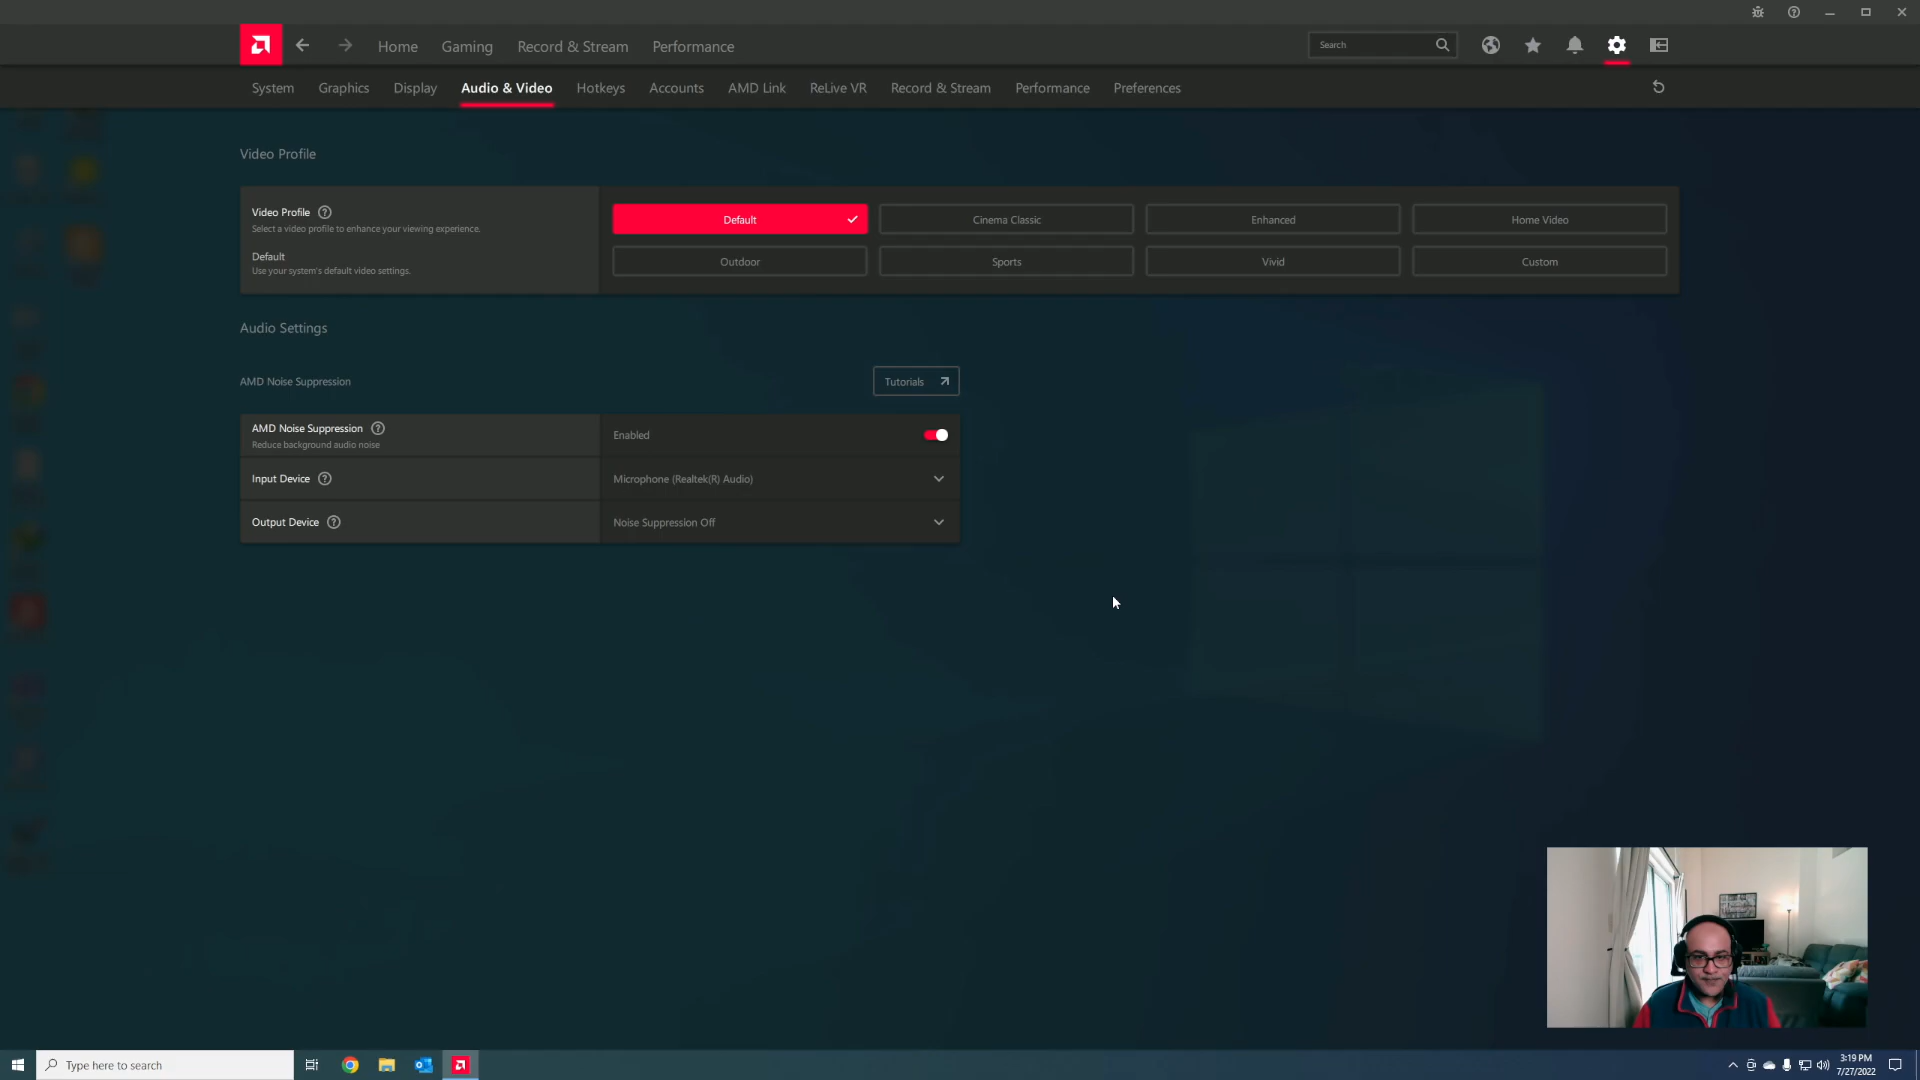 Home Gaming Record & Stream Performance Search
System Graphics Display Audio & Video Hotkeys Accounts AMD Link ReLive VR Record & Stream Performance Preferences
Video Profile
Video Profile
Select a video profile to enhance your viewing experience.
Default
Use your system's default video settings.
Default Cinema Classic Enhanced Home Video
Outdoor Sports Vivid Custom
Audio Settings
AMD Noise Suppression Tutorials
AMD Noise Suppression Enabled
Reduce background audio noise
Input Device Microphone (Realtek(R) Audio)
Output Device Noise Suppression Off
Type here to search
3:19 PM
7/27/2022